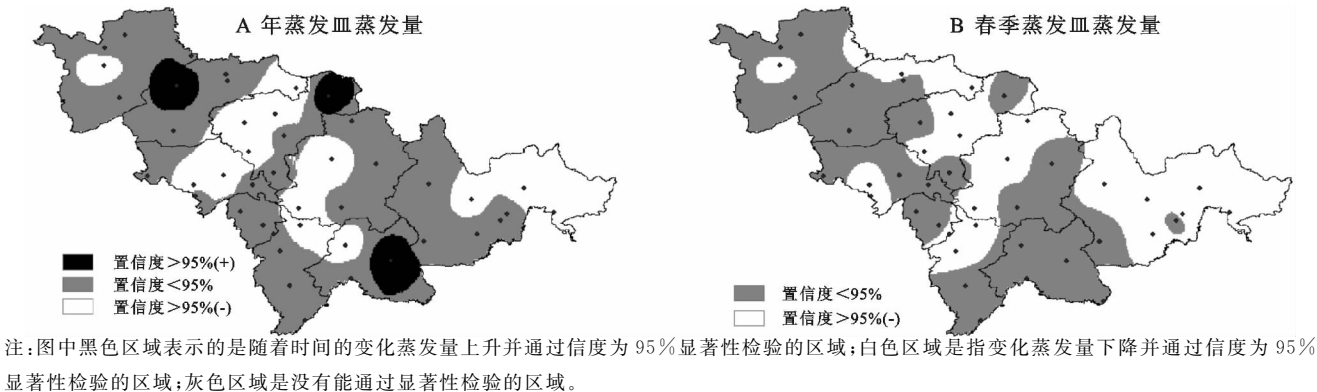 A 年蒸发皿蒸发量
B 春季蒸发皿蒸发量
置信度＞95%(+)
置信度＜95%
置信度＞95%(-)
置信度＜95%
置信度＞95%(-)
注:图中黑色区域表示的是随着时间的变化蒸发量上升并通过信度为 95%显著性检验的区域;白色区域是指变化蒸发量下降并通过信度为 95%
显著性检验的区域;灰色区域是没有能通过显著性检验的区域。